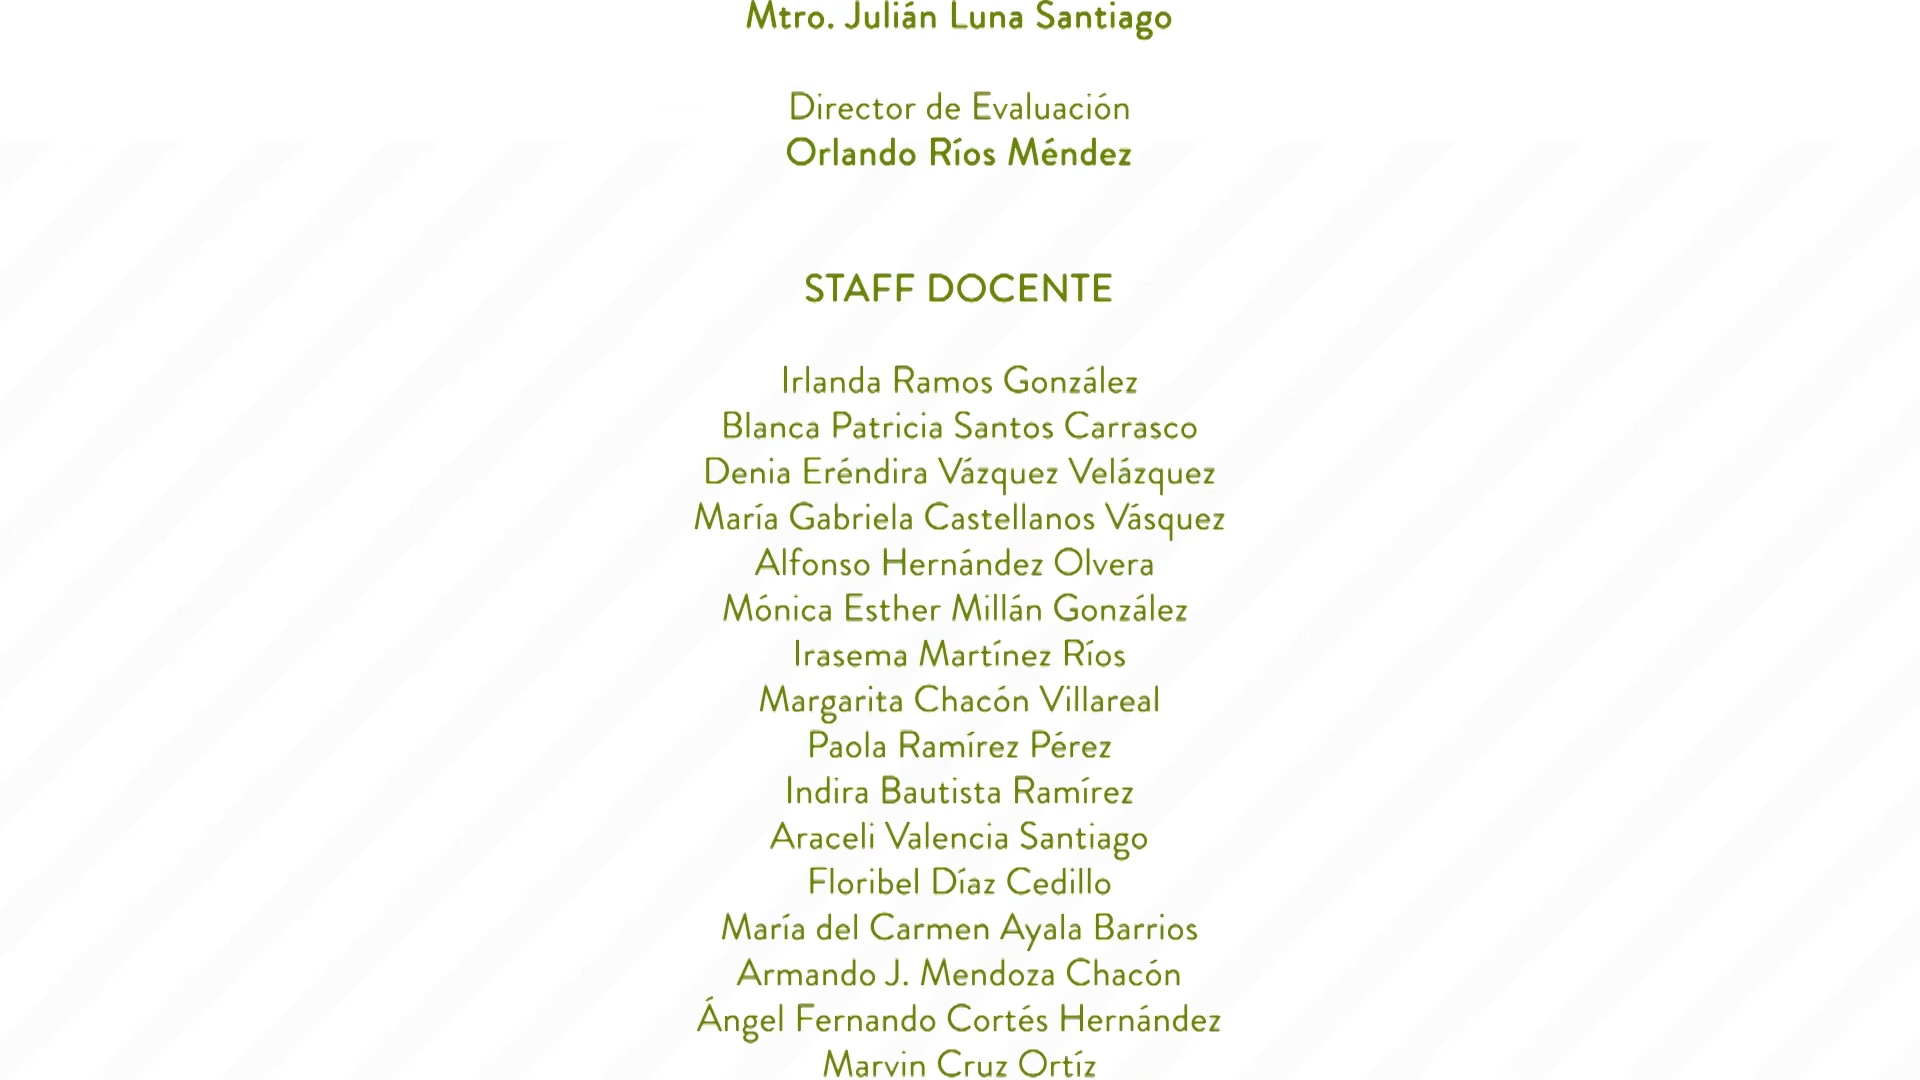 Mtro. Julián Luna Santiago
Director de Evaluación
Orlando Ríos Méndez
STAFF DOCENTE
Irlanda Ramos González
Blanca Patricia Santos Carrasco
Denia Eréndira Vázquez Velázquez
María Gabriela Castellanos Vásquez
Alfonso Hernández Olvera
Mónica Esther Millán González
Irasema Martínez Ríos
Margarita Chacón Villareal
Paola Ramírez Pérez
Indira Bautista Ramírez
Araceli Valencia Santiago
Floribel Díaz Cedillo
María del Carmen Ayala Barrios
Armando J. Mendoza Chacón
Ángel Fernando Cortés Hernández
Marvin Cruz Ortíz